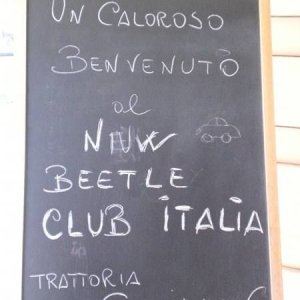 UN CALOROSO
BENVENUTO
al
NEW
BEETLE
CLUB ITALIA
TRATTORIA